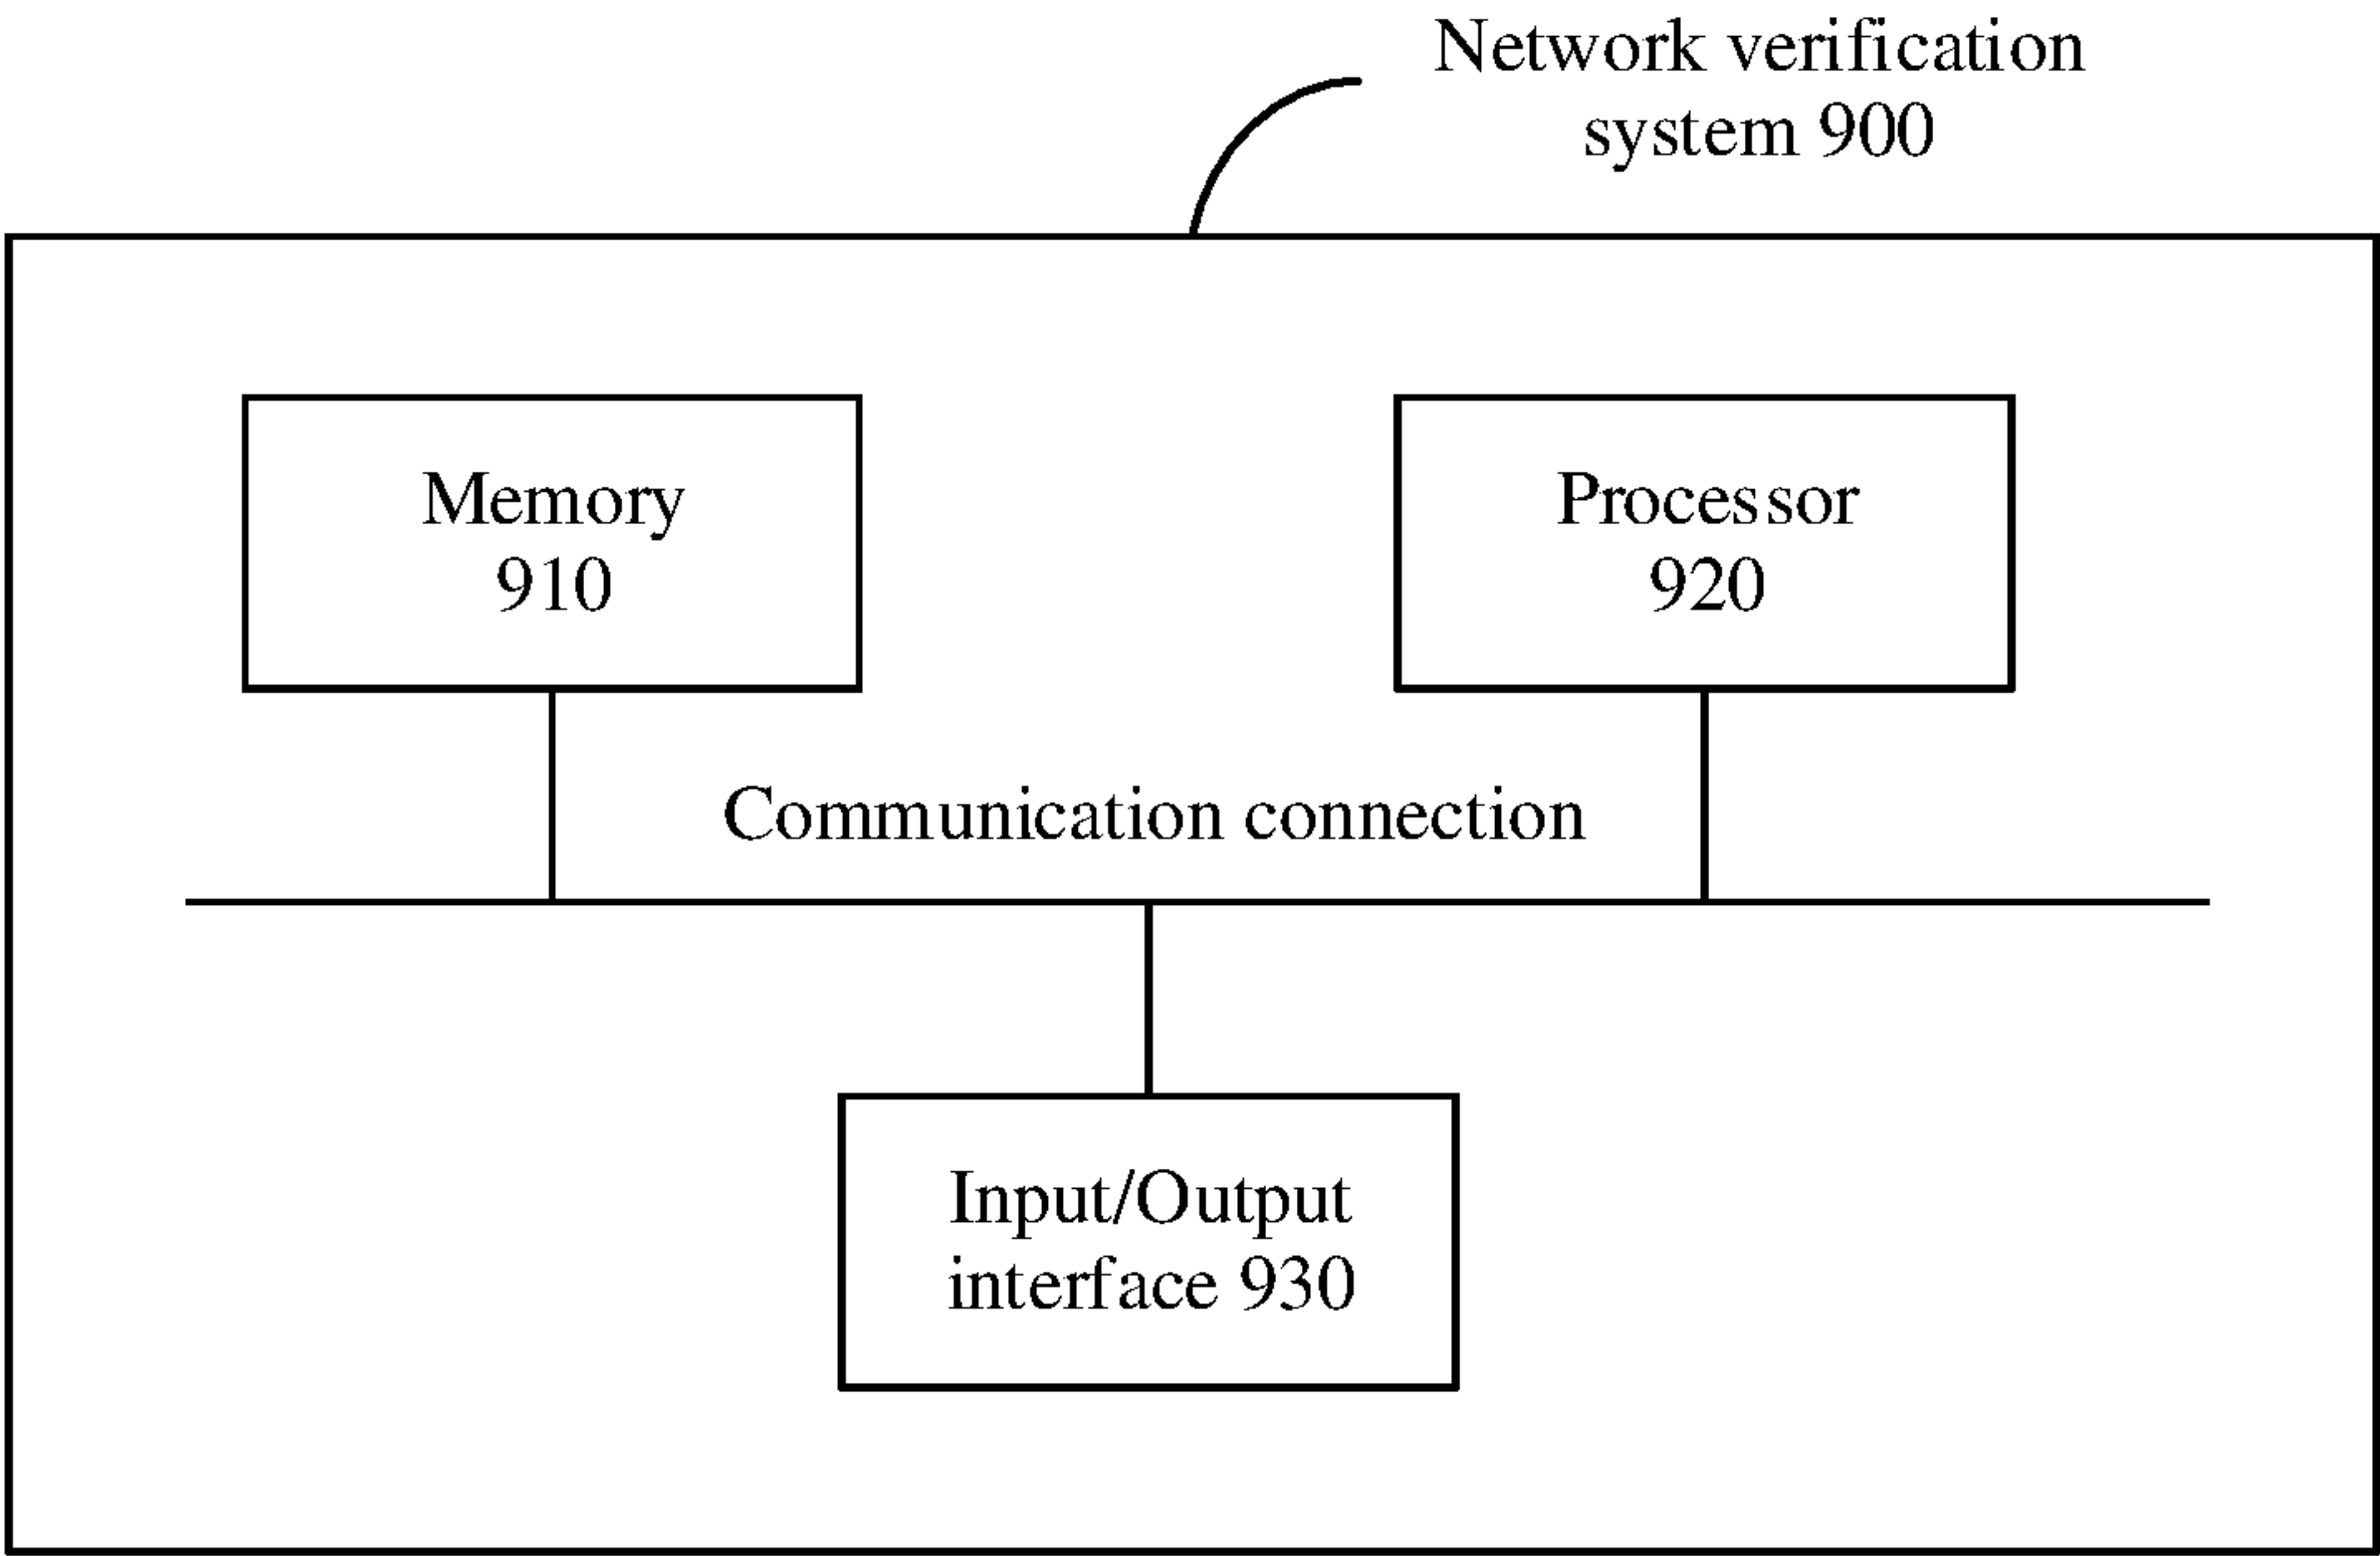 Network verification
system 900
Memory
910
Processor
920
Communication connection
Input/Output
interface 930